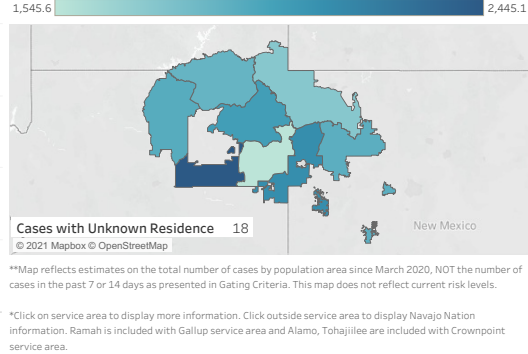 1,545.6 2,445.1
New Mexico
Cases with Unknown Residence 18
© 2021 Mapbox © OpenStreetMap
**Map reflects estimates on the total number of cases by population area since March 2020, NOT the number of
cases in the past 7 or 14 days as presented in Gating Criteria. This map does not reflect current risk levels.
*Click on service area to display more information. Click outside service area to display Navajo Nation
information. Ramah is included with Gallup service area and Alamo, Tohajiilee are included with Crownpoint
service area.